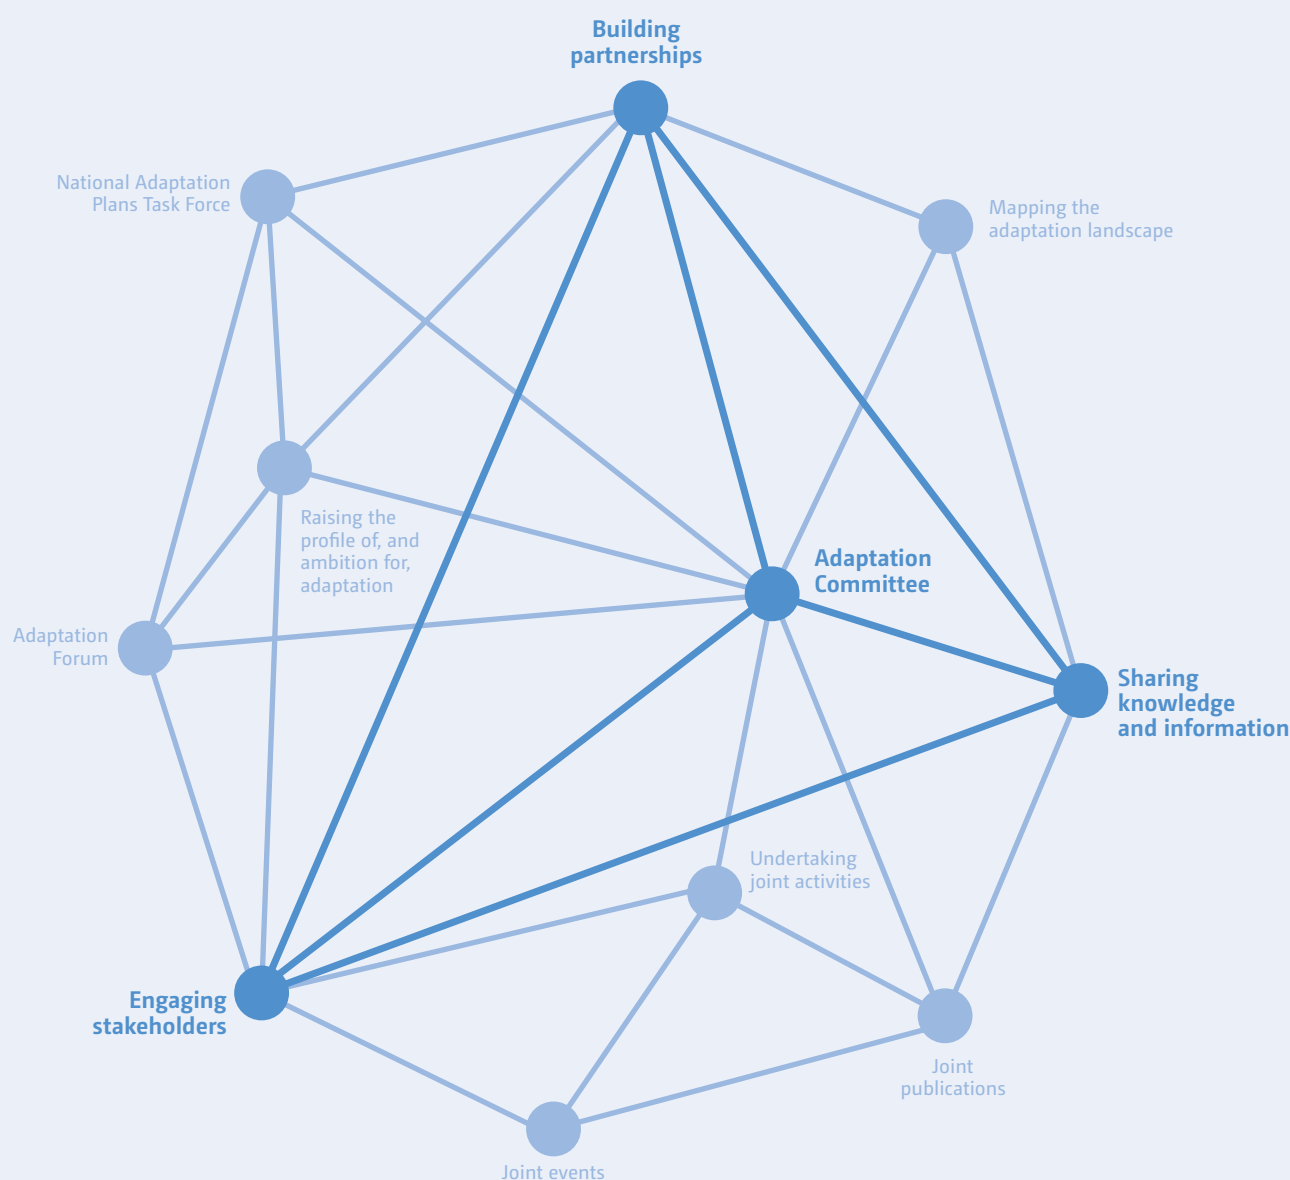 Building
partnerships
National Adaptation
Plans Task Force
Mapping the
adaptation landscape
Raising the
profile of, and
ambition for,
adaptation
Adaptation
Committee
Adaptation
Forum
Sharing
knowledge
and information
Undertaking
joint activities
Engaging
stakeholders
Joint
publications
Joint events